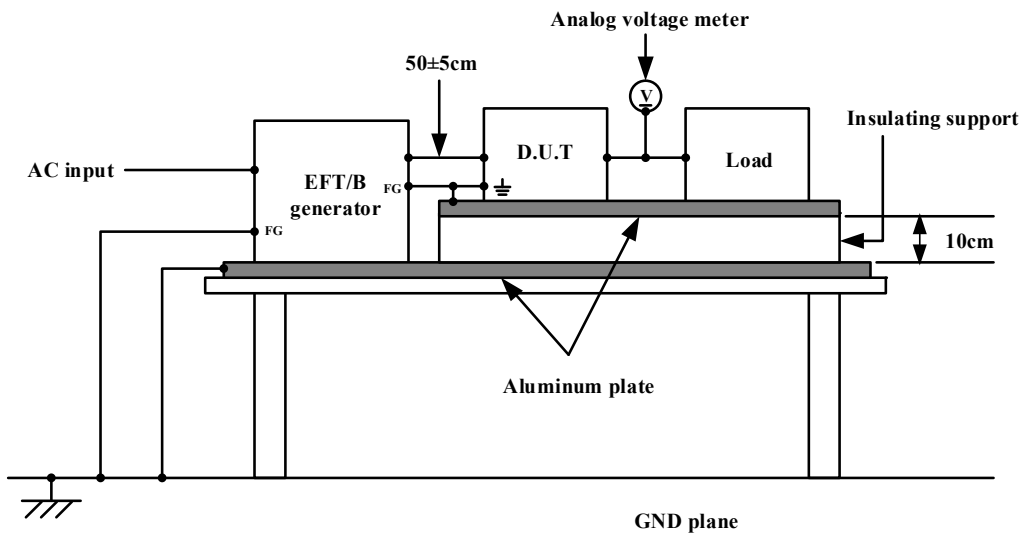 Analog voltage meter
50±5cm
V
Insulating support
D.U.T
Load
AC input
EFT/B
generator
FG
FG
10cm
Aluminum plate
GND plane